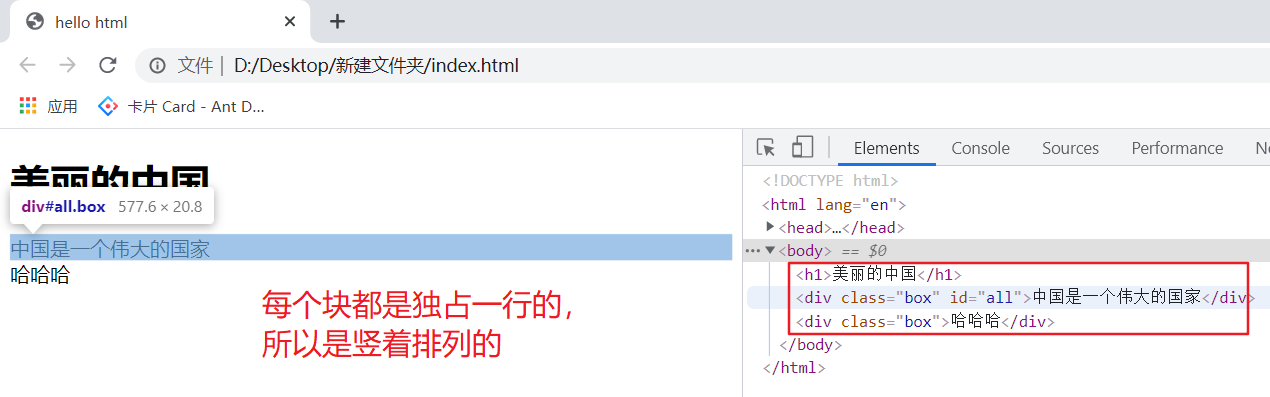 hello html
文件 | D:/Desktop/新建文件夹/index.html
应用 卡片 Card - Ant D...
美丽的中国
div#all.box 577.6 × 20.8
中国是一个伟大的国家
哈哈哈
每个块都是独占一行的,
所以是竖着排列的
Elements Console Sources Performance
<!DOCTYPE html>
<html lang="en">
<head>…</head>
<body> == $0
<h1>美丽的中国</h1>
<div class="box" id="all">中国是一个伟大的国家</div>
<div class="box">哈哈哈</div>
</body>
</html>